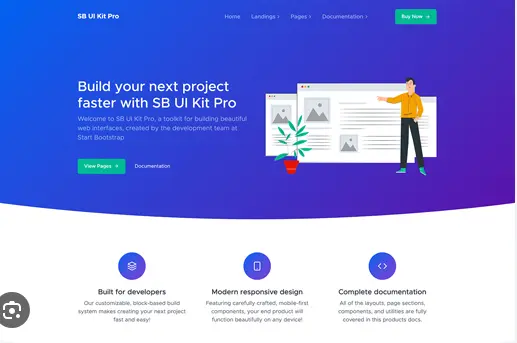 SB UI Kit Pro
Home Landings Pages Documentation Buy Now
Build your next project
faster with SB UI Kit Pro
Welcome to SB UI Kit Pro, a toolkit for building beautiful
web interfaces, created by the development team at
Start Bootstrap
View Pages Documentation
Built for developers
Our customizable, block-based build
system makes creating your next project
fast and easy!
Modern responsive design
Featuring carefully crafted, mobile-first
components, your end product will
function beautifully on any device!
Complete documentation
All of the layouts, page sections,
components, and utilities are fully
covered in this products docs.